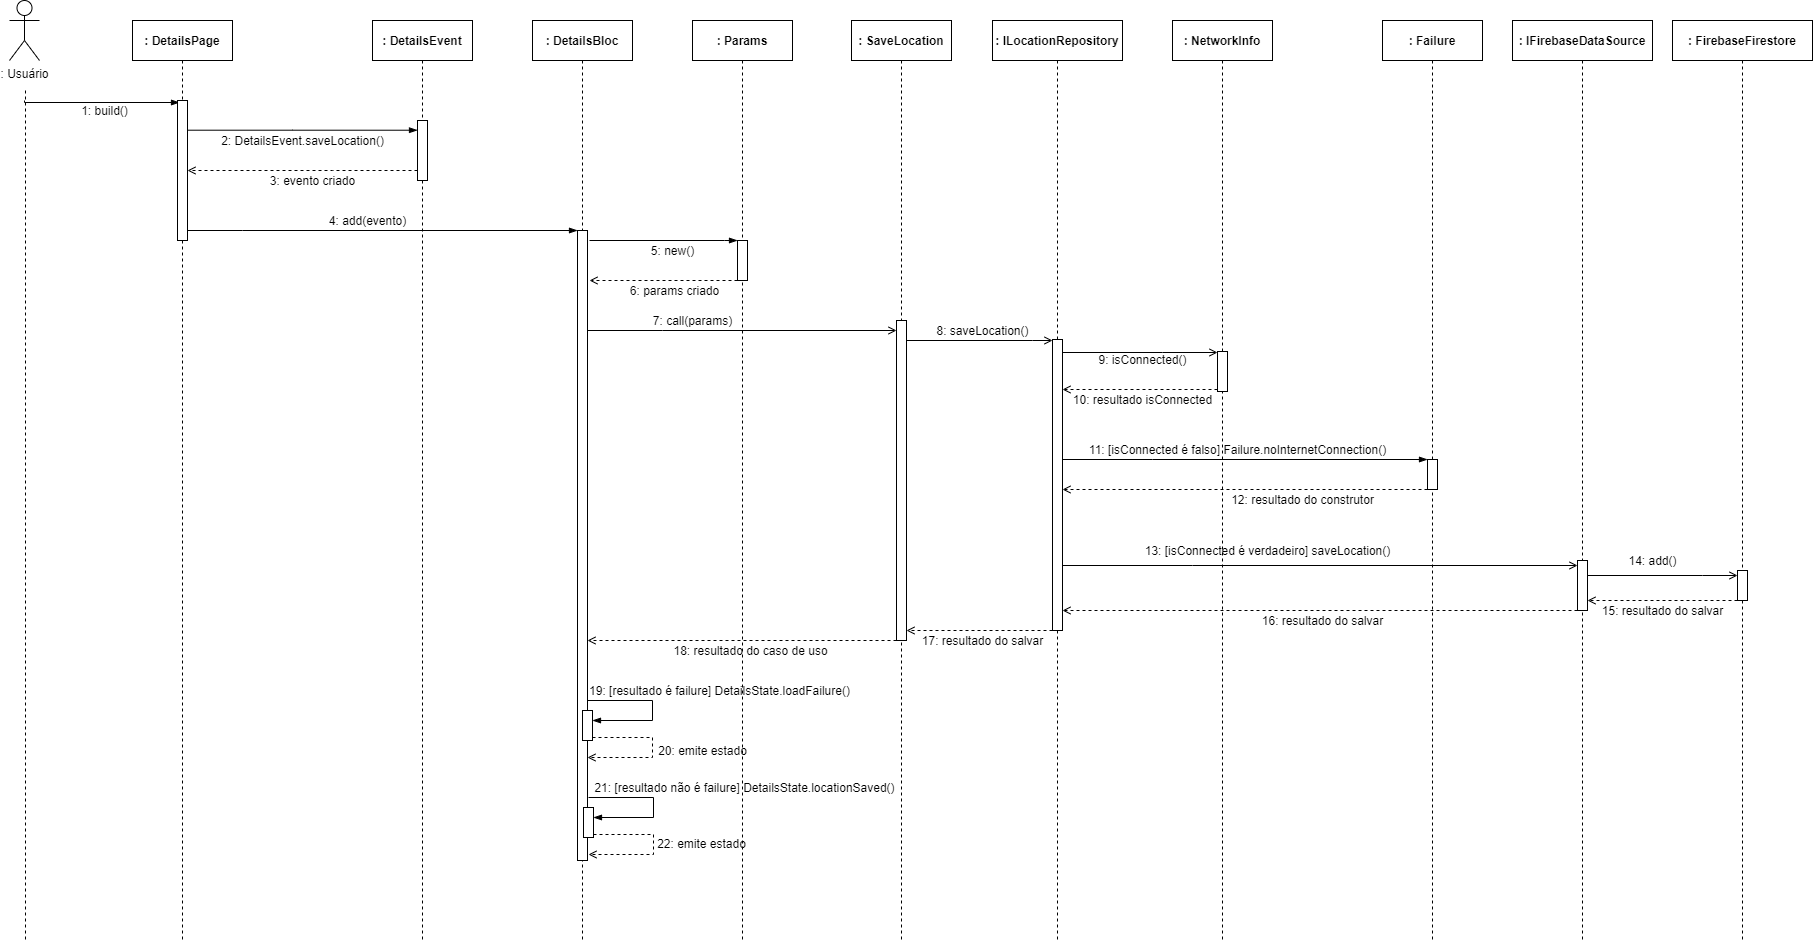 : Usuário
: DetailsPage
: DetailsEvent
: DetailsBloc
: Params
: SaveLocation
: ILocationRepository
: NetworkInfo
: Failure
: IFirebaseDataSource
: FirebaseFirestore
1: build()
2: DetailsEvent.saveLocation()
3: evento criado
4: add(evento)
5: new()
6: params criado
7: call(params)
8: saveLocation()
9: isConnected()
10: resultado isConnected
11: [isConnected é falso] Failure.noInternetConnection()
12: resultado do construtor
13: [isConnected é verdadeiro] saveLocation()
14: add()
15: resultado do salvar
16: resultado do salvar
17: resultado do salvar
18: resultado do caso de uso
19: [resultado é failure] DetailsState.loadFailure()
20: emite estado
21: [resultado não é failure] DetailsState.locationSaved()
22: emite estado